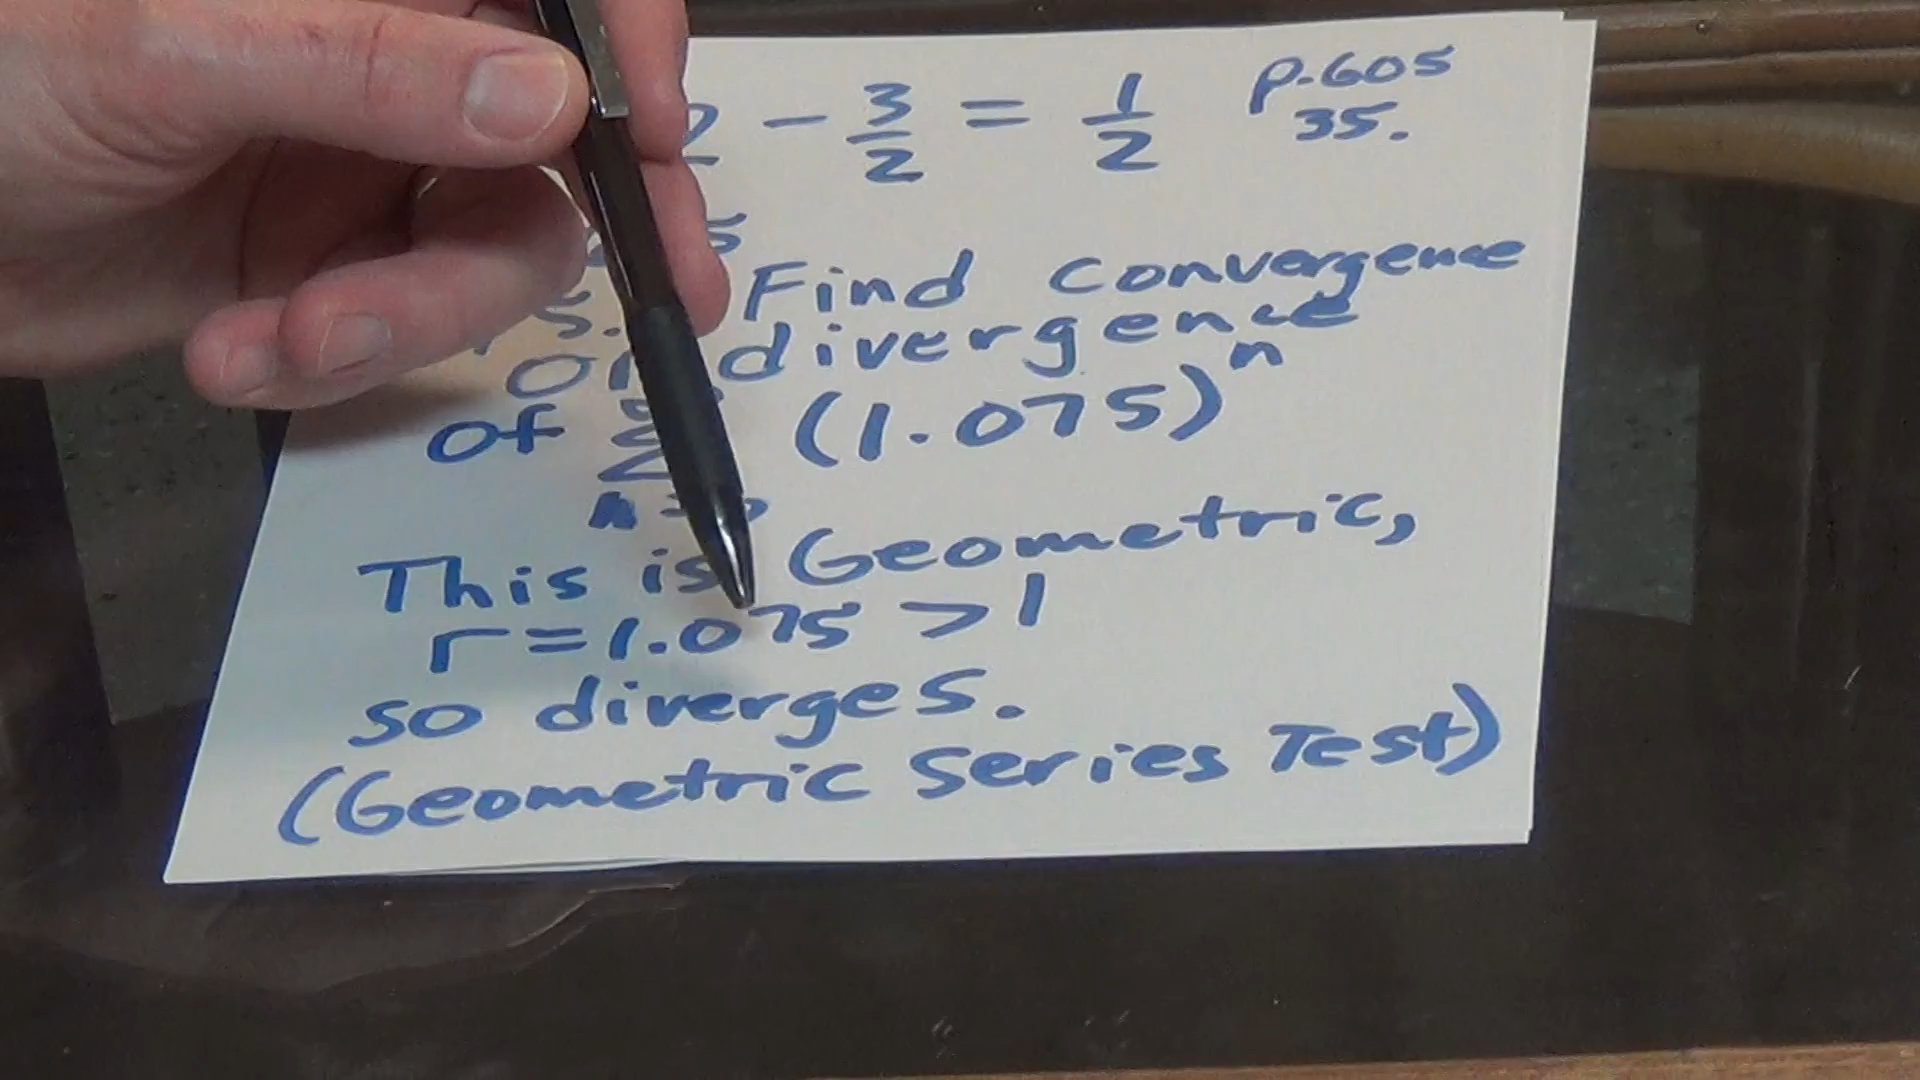 - 3/2 = 1/2 p.605
35.
Find convergence
divergence
of (1.075)^n
This is Geometric,
r = 1.075 > 1
so diverges.
(Geometric Series Test)